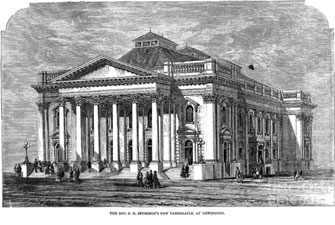 THE REV. C. H. SPURGEON'S NEW TABERNACLE, AT NEWINGTON.